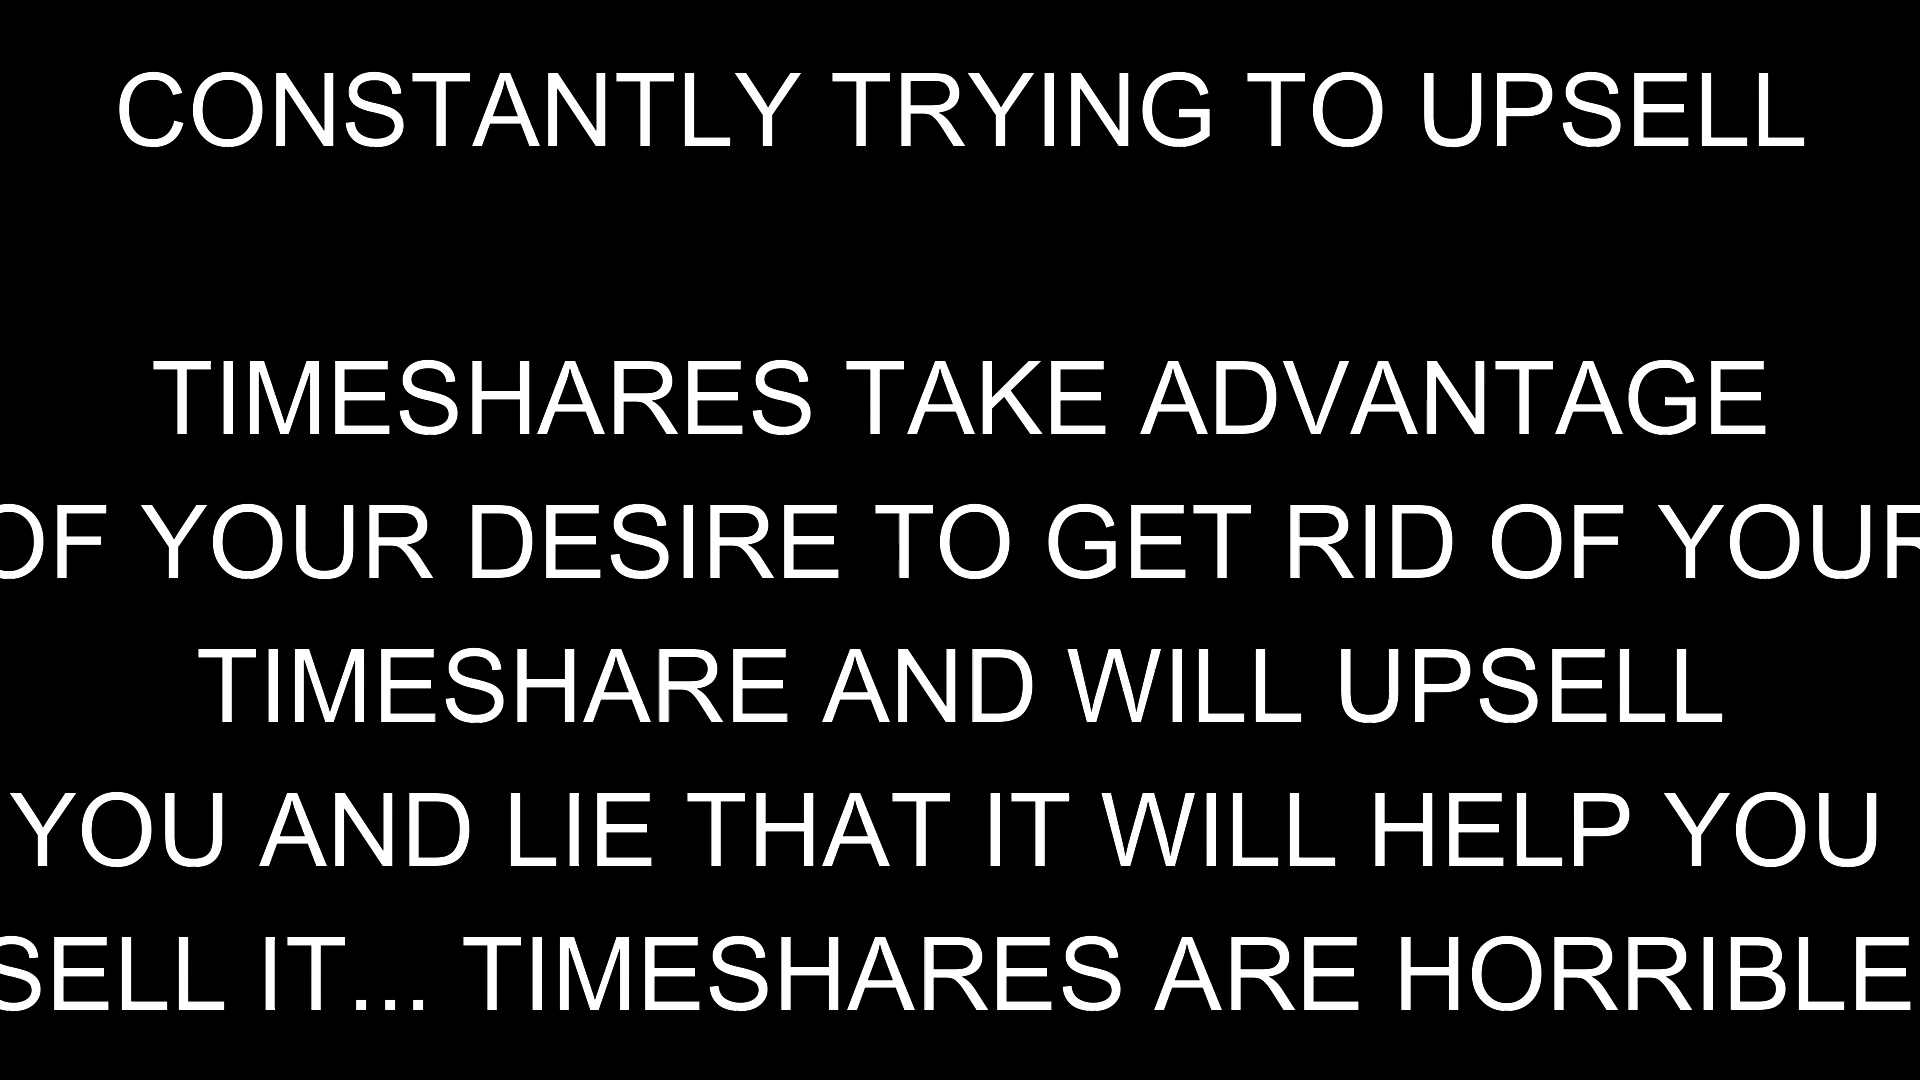 CONSTANTLY TRYING TO UPSELL
TIMESHARES TAKE ADVANTAGE
OF YOUR DESIRE TO GET RID OF YOUR
TIMESHARE AND WILL UPSELL
YOU AND LIE THAT IT WILL HELP YOU
SELL IT... TIMESHARES ARE HORRIBLE